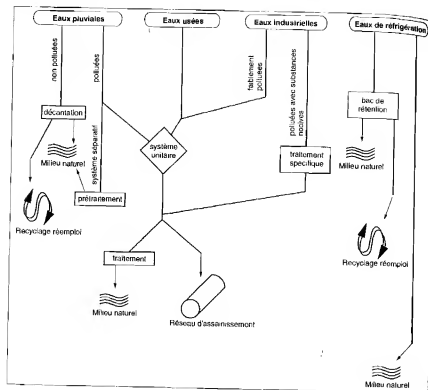 Eaux pluviales
Eaux usées
Eaux industrielles
Eaux de réfrigération
non polluées
polluées
faiblement
polluées
polluées avec substances
nocives
décantation
bac de
rétention
Milieu naturel
système séparatif
système
unitaire
traitement
spécifique
Milieu naturel
prétraitement
Recyclage réemploi
traitement
Recyclage réemploi
Milieu naturel
Réseau d'assainissement
Milieu naturel